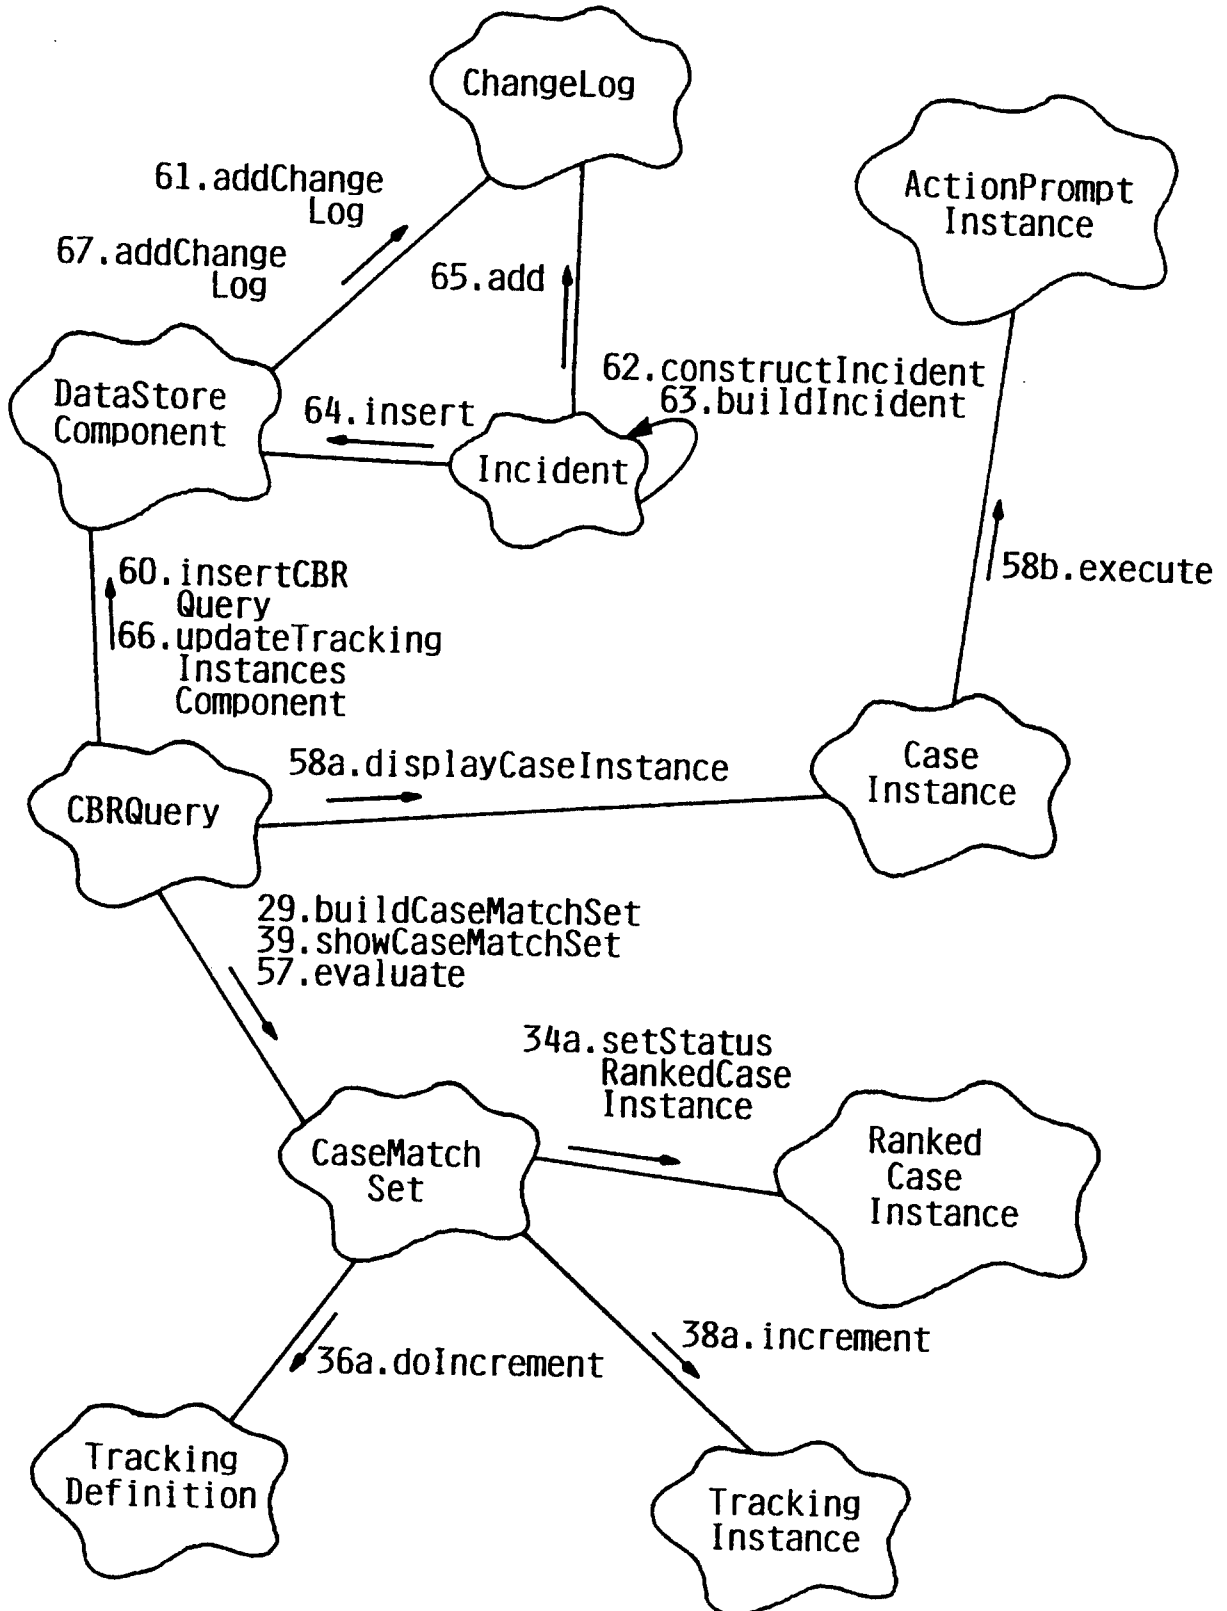 ChangeLog
ActionPrompt
Instance
61.addChange
Log
67.addChange
Log
65.add
62.constructIncident
63.buildIncident
DataStore
Component
64.insert
Incident
60.insertCBR
Query
66.updateTracking
Instances
Component
58b.execute
58a.displayCaseInstance
Case
Instance
CBRQuery
29.buildCaseMatchSet
39.showCaseMatchSet
57.evaluate
34a.setStatus
RankedCase
Instance
CaseMatch
Set
Ranked
Case
Instance
36a.doIncrement
38a.increment
Tracking
Definition
Tracking
Instance